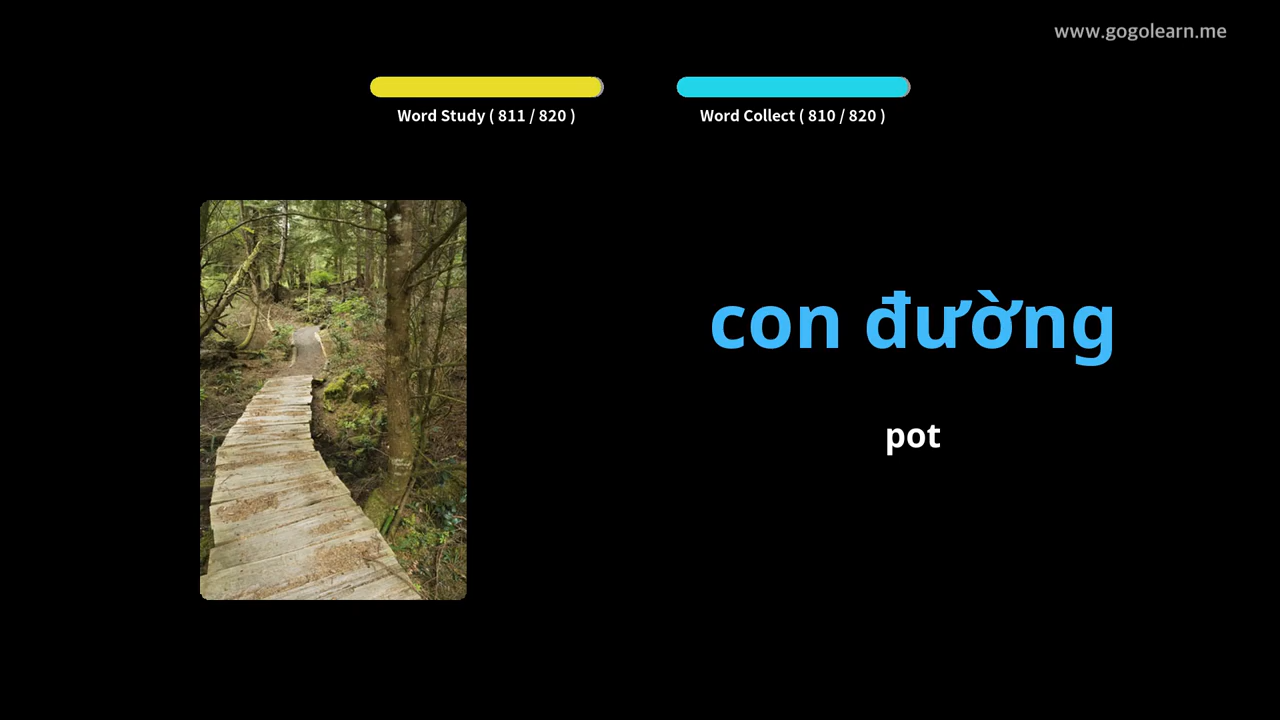 www.gogolearn.me
Word Study ( 811 / 820 )
Word Collect ( 810 / 820 )
con đường
pot